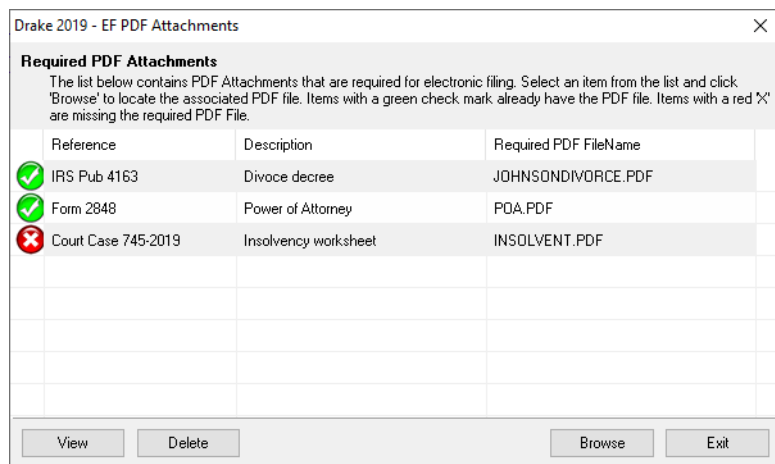 Drake 2019 - EF PDF Attachments
Required PDF Attachments
The list below contains PDF Attachments that are required for electronic filing. Select an item from the list and click
'Browse' to locate the associated PDF file. Items with a green check mark already have the PDF file. Items with a red 'X'
are missing the required PDF File.
Reference Description Required PDF FileName
IRS Pub 4163 Divoce decree JOHNSONDIVORCE.PDF
Form 2848 Power of Attorney POA.PDF
Court Case 745-2019 Insolvency worksheet INSOLVENT.PDF
View Delete Browse Exit